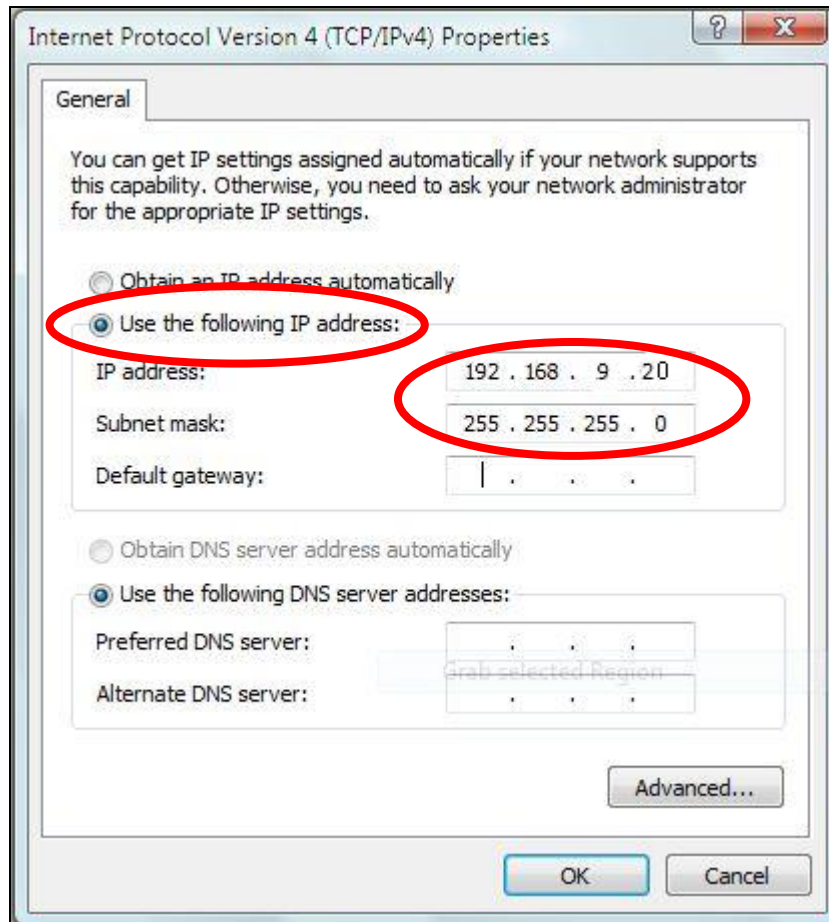 Internet Protocol Version 4 (TCP/IPv4) Properties
General
You can get IP settings assigned automatically if your network supports
this capability. Otherwise, you need to ask your network administrator
for the appropriate IP settings.
Obtain an IP address automatically
Use the following IP address:
IP address: 192 . 168 . 9 . 20
Subnet mask: 255 . 255 . 255 . 0
Default gateway: . . .
Obtain DNS server address automatically
Use the following DNS server addresses:
Preferred DNS server: . . .
Grab selected Region
Alternate DNS server: . . .
Advanced...
OK Cancel